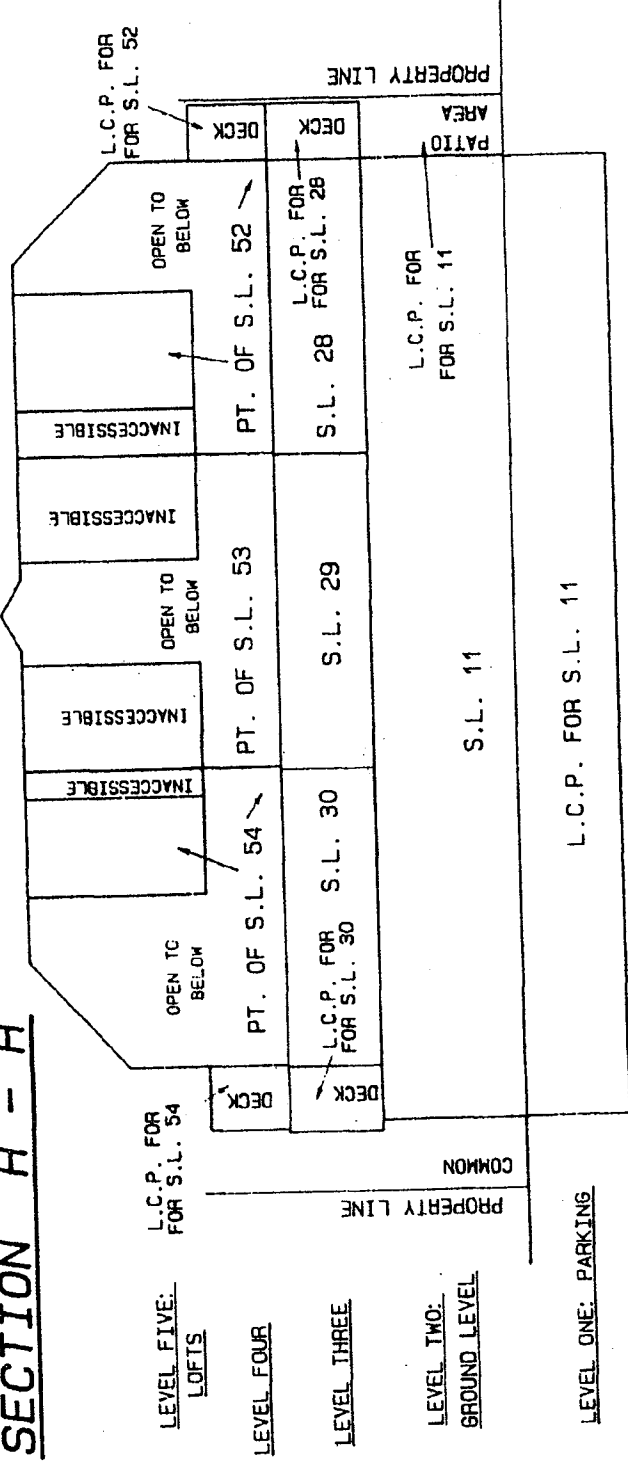 SECTION H - H
L.C.P. FOR
FOR S.L. 52
DECK
PROPERTY LINE
OPEN TO
BELOW
INACCESSIBLE
INACCESSIBLE
OPEN TO
BELOW
INACCESSIBLE
INACCESSIBLE
OPEN TO
BELOW
L.C.P. FOR
FOR S.L. 54
LEVEL FIVE:
LOFTS
DECK
PT. OF S.L. 54
PT. OF S.L. 53
PT. OF S.L. 52
LEVEL FOUR
DECK
L.C.P. FOR
FOR S.L. 30
S.L. 30
S.L. 29
S.L. 28
L.C.P. FOR
FOR S.L. 28
DECK
LEVEL THREE
PROPERTY LINE
COMMON
S.L. 11
L.C.P. FOR
FOR S.L. 11
PATIO
AREA
LEVEL TWO:
GROUND LEVEL
L.C.P. FOR S.L. 11
LEVEL ONE: PARKING